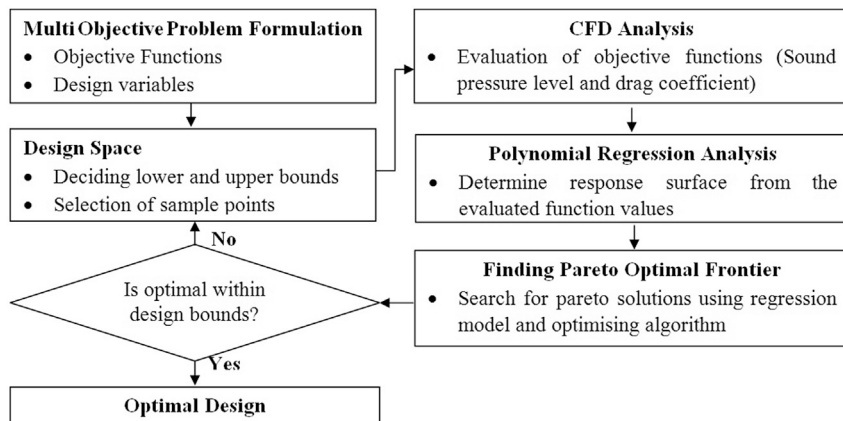 Multi Objective Problem Formulation
• Objective Functions
• Design variables
Design Space
• Deciding lower and upper bounds
• Selection of sample points
CFD Analysis
• Evaluation of objective functions (Sound
pressure level and drag coefficient)
Polynomial Regression Analysis
• Determine response surface from the
evaluated function values
Finding Pareto Optimal Frontier
• Search for pareto solutions using regression
model and optimising algorithm
Is optimal within
design bounds?
No
Yes
Optimal Design